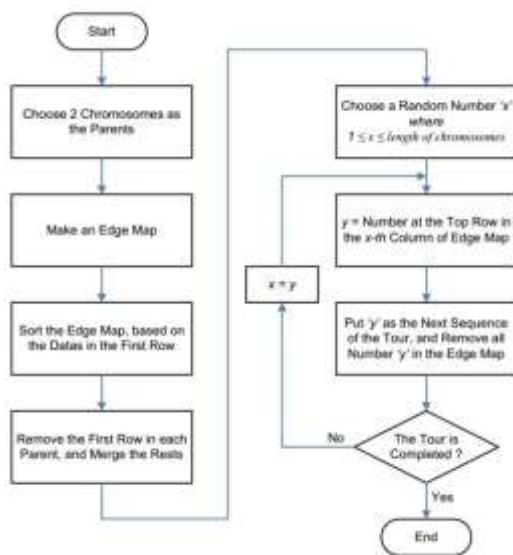 Start
Choose 2 Chromosomes as
the Parents
Make an Edge Map
Sort the Edge Map, based on
the Datas in the First Row
Remove the First Row in each
Parent, and Merge the Rests
Choose a Random Number 'x'
where
1 ≤ x ≤ length of chromosomes
y = Number at the Top Row in
the x-th Column of Edge Map
x = y
Put 'y' as the Next Sequence
of the Tour, and Remove all
Number 'y' in the Edge Map
No
The Tour is
Completed ?
Yes
End